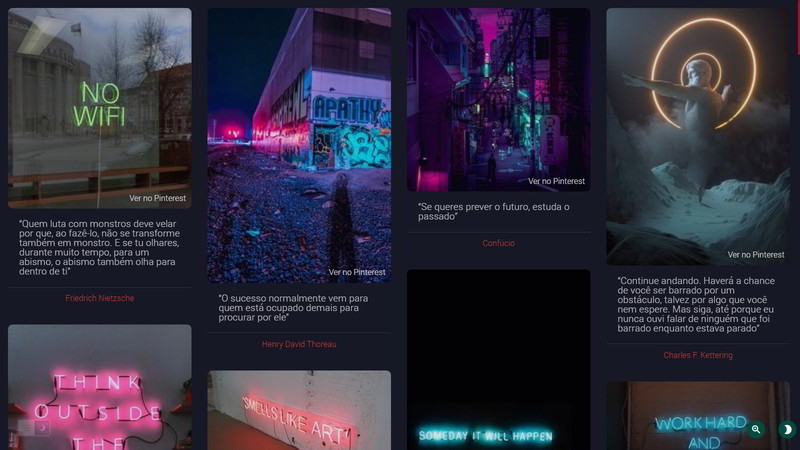 NO
WIFI
Ver no Pinterest
“Quem luta com monstros deve velar
por que, ao fazê-lo, não se transforme
também em monstro. E se tu olhares,
durante muito tempo, para um
abismo, o abismo também olha para
dentro de ti”
Friedrich Nietzsche
THINK
OUTSIDE
THE
APATHY
Ver no Pinterest
“O sucesso normalmente vem para
quem está ocupado demais para
procurar por ele”
Henry David Thoreau
"SMELLS LIKE ART"
Ver no Pinterest
“Se queres prever o futuro, estuda o
passado”
Confúcio
SOMEDAY IT WILL HAPPEN
Ver no Pinterest
“Continue andando. Haverá a chance
de você ser barrado por um
obstáculo, talvez por algo que você
nem espere. Mas siga, até porque eu
nunca ouvi falar de ninguém que foi
barrado enquanto estava parado”
Charles F. Kettering
WORK HARD
AND